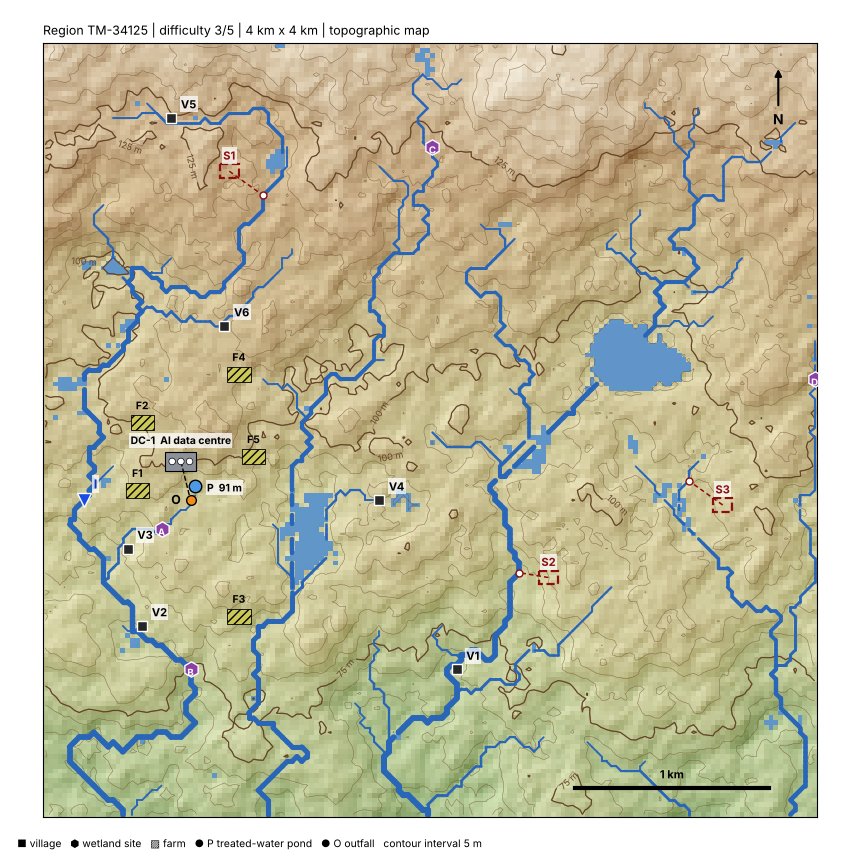 Region TM-34125 | difficulty 3/5 | 4 km x 4 km | topographic map
N
V5
C
125 m
125 m
S1
125 m
100 m
V6
F4
D
F2
100 m
DC-1 AI data centre
F5
100 m
I
F1
P 91 m
O
V4
S3
100 m
A
V3
S2
F3
V2
V1
B
75 m
1 km
75 m
village wetland site farm P treated-water pond O outfall contour interval 5 m